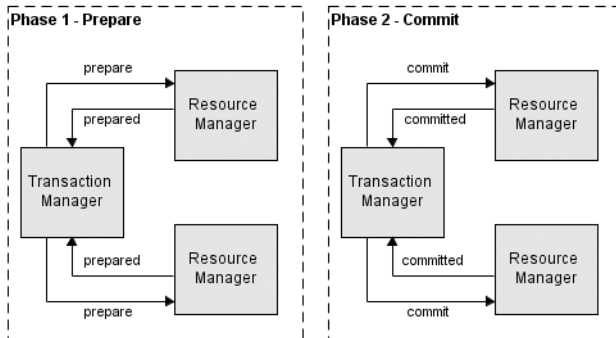 Phase 1 - Prepare
prepare
Resource
Manager
prepared
Transaction
Manager
prepared
Resource
Manager
prepare
Phase 2 - Commit
commit
Resource
Manager
committed
Transaction
Manager
committed
Resource
Manager
commit